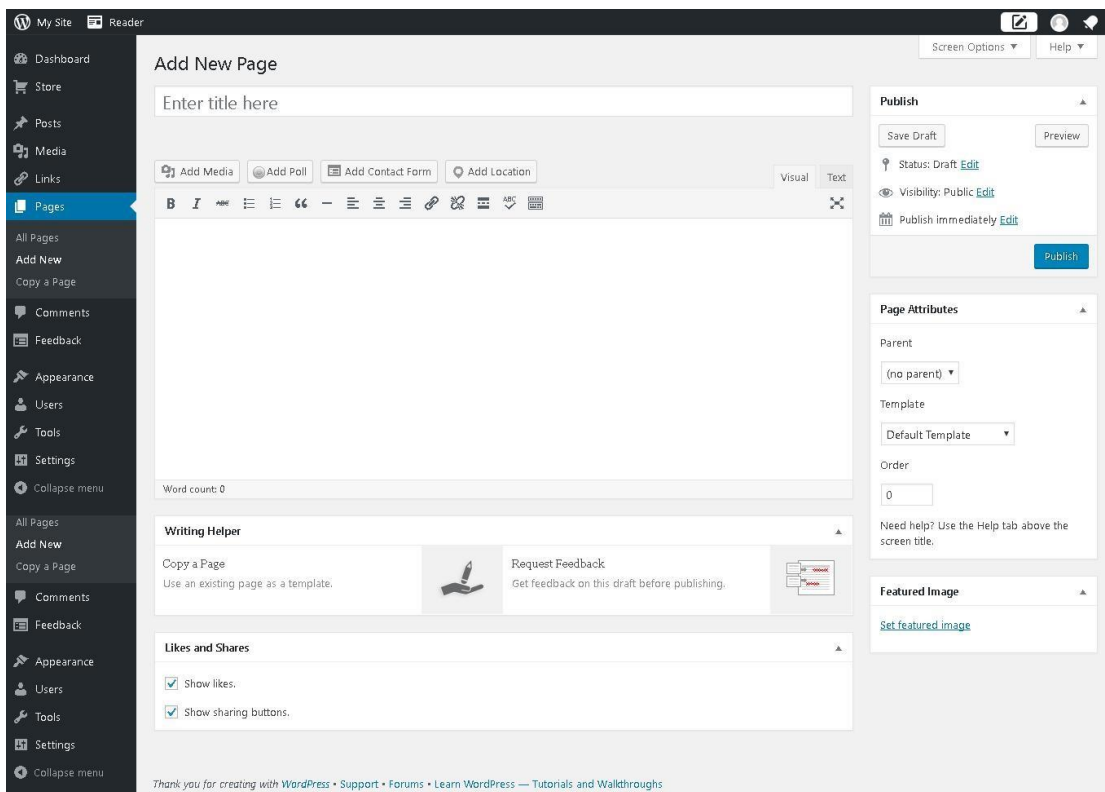 My Site Reader
Screen Options Help
Dashboard
Store
Posts
Media
Links
Pages
All Pages
Add New
Copy a Page
Comments
Feedback
Appearance
Users
Tools
Settings
Collapse menu
All Pages
Add New
Copy a Page
Comments
Feedback
Appearance
Users
Tools
Settings
Collapse menu
Add New Page
Enter title here
Add Media Add Poll Add Contact Form Add Location
Visual Text
B I ABC ABC
Word count: 0
Writing Helper
Copy a Page
Use an existing page as a template.
Request Feedback
Get feedback on this draft before publishing.
Likes and Shares
Show likes.
Show sharing buttons.
Thank you for creating with WordPress • Support • Forums • Learn WordPress — Tutorials and Walkthroughs
Publish
Save Draft Preview
Status: Draft Edit
Visibility: Public Edit
Publish immediately Edit
Publish
Page Attributes
Parent
(no parent)
Template
Default Template
Order
0
Need help? Use the Help tab above the
screen title.
Featured Image
Set featured image